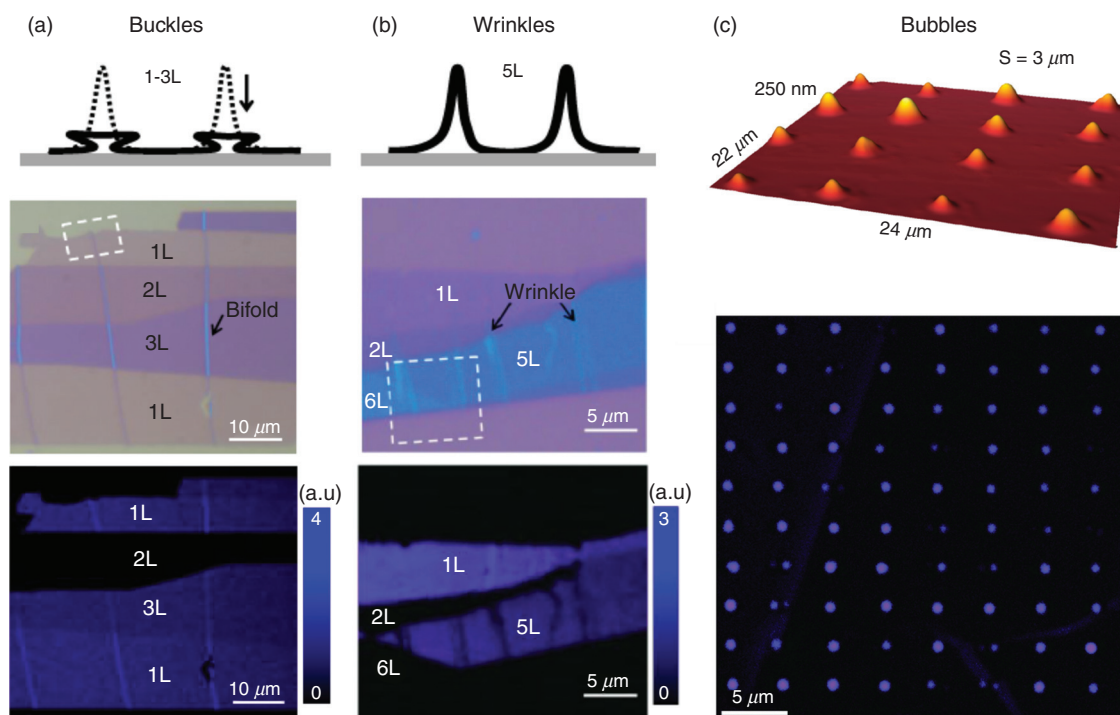 (a) Buckles
1-3L
1L
2L
Bifold
3L
1L
10 μm
(a.u)
4
0
1L
2L
3L
1L
10 μm
(b) Wrinkles
5L
1L
Wrinkle
2L
5L
6L
5 μm
(a.u)
3
0
1L
2L
5L
6L
5 μm
(c) Bubbles
S = 3 μm
250 nm
22 μm
24 μm
5 μm